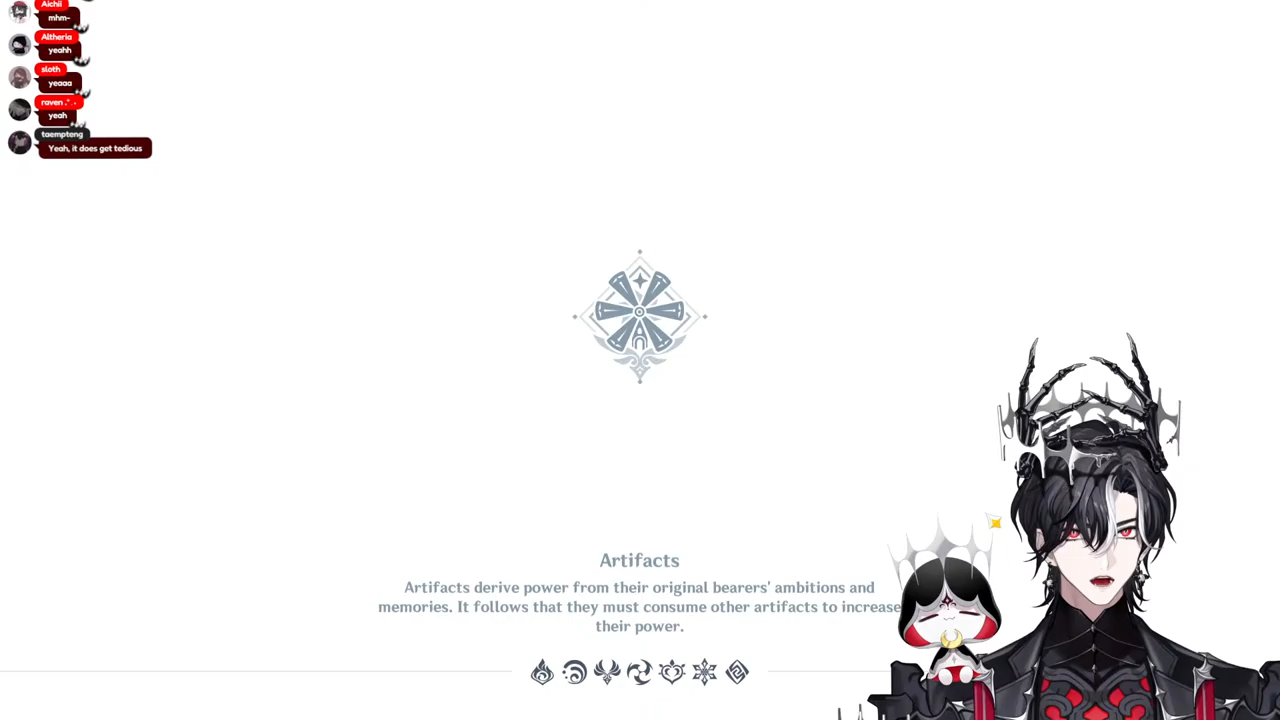 Aichii
mhm~
Altheria
yeahh
sloth
yeaaa
raven
yeah
taempteng
Yeah, it does get tedious
Artifacts
Artifacts derive power from their original bearers' ambitions and
memories. It follows that they must consume other artifacts to increase
their power.